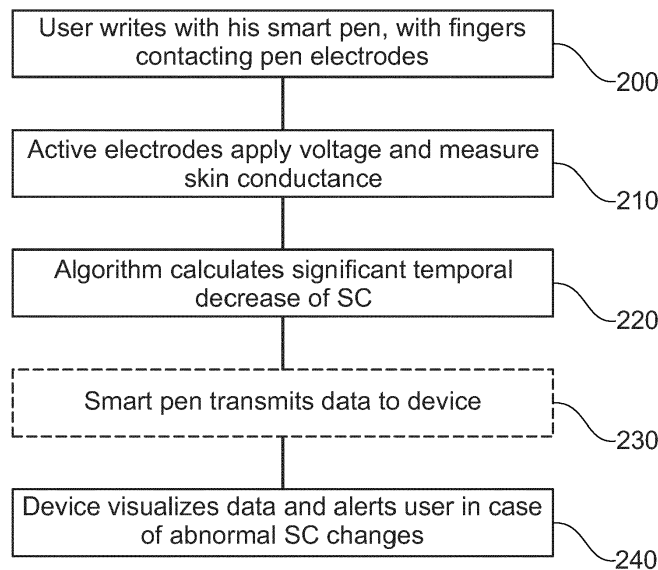 User writes with his smart pen, with fingers
contacting pen electrodes
200
Active electrodes apply voltage and measure
skin conductance
210
Algorithm calculates significant temporal
decrease of SC
220
Smart pen transmits data to device
230
Device visualizes data and alerts user in case
of abnormal SC changes
240